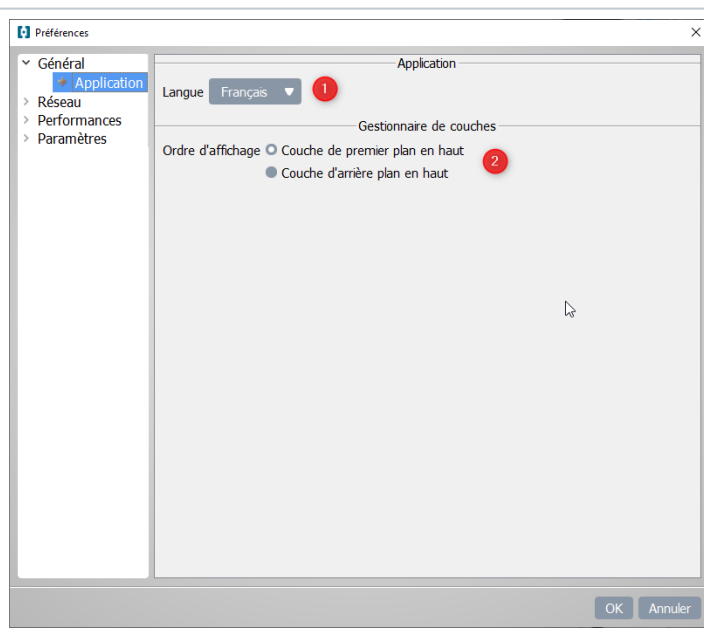 Préférences
Général
Application
Réseau
Performances
Paramètres
Application
Langue Français 1
Gestionnaire de couches
Ordre d'affichage Couche de premier plan en haut 2
Couche d'arrière plan en haut
OK Annuler